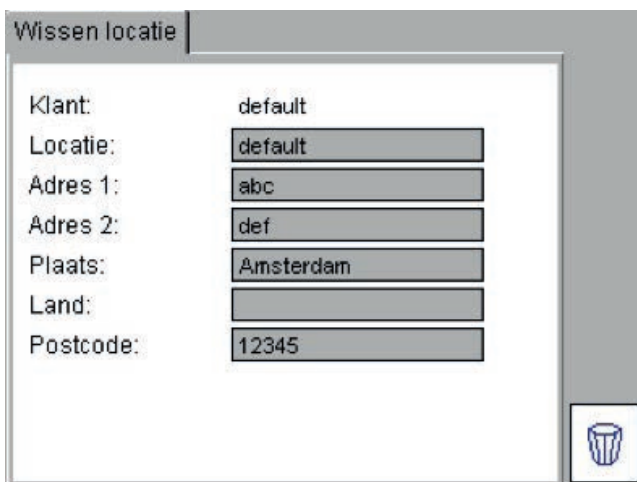 Wissen locatie
Klant: default
Locatie: default
Adres 1: abc
Adres 2: def
Plaats: Amsterdam
Land:
Postcode: 12345